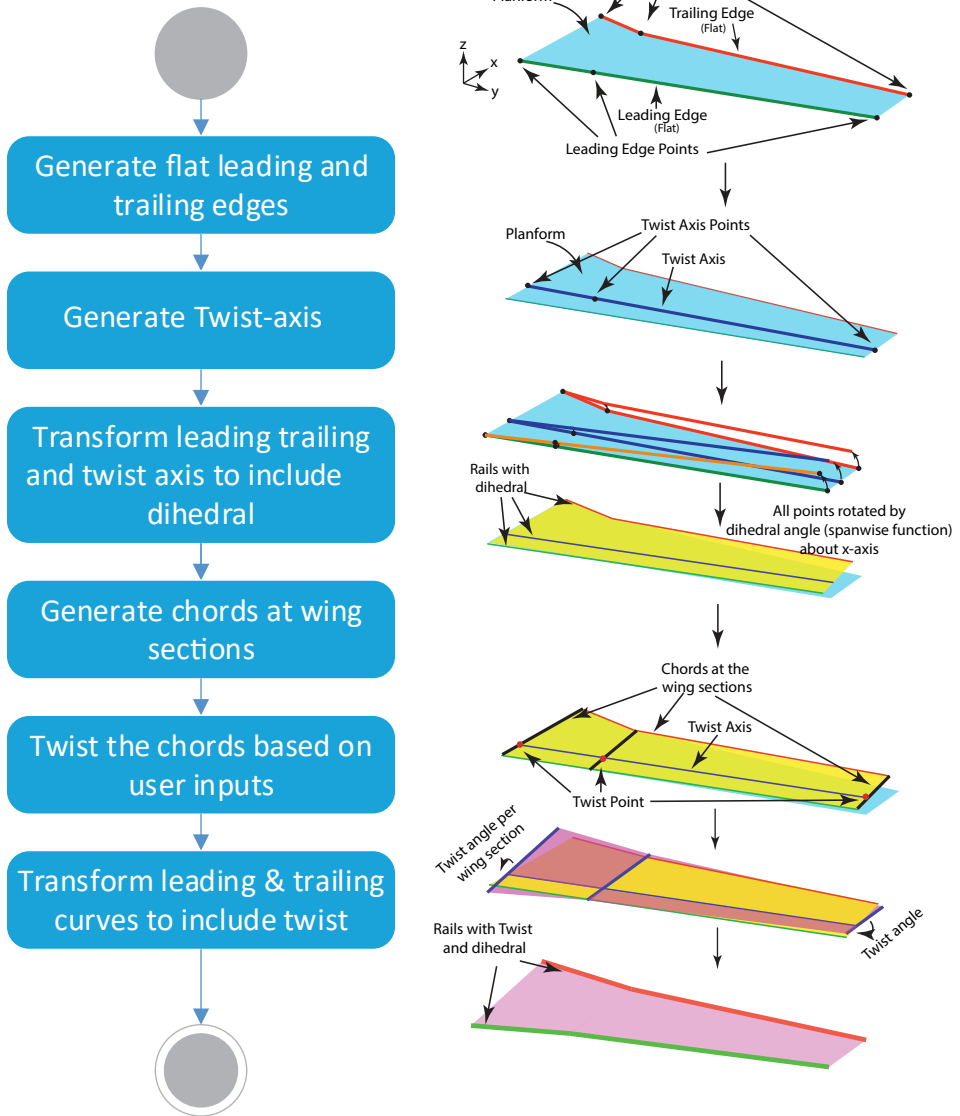 Generate flat leading and
trailing edges
Generate Twist-axis
Transform leading trailing
and twist axis to include
dihedral
Generate chords at wing
sections
Twist the chords based on
user inputs
Transform leading & trailing
curves to include twist
Trailing Edge
(Flat)
z
x
y
Leading Edge
(Flat)
Leading Edge Points
Twist Axis Points
Planform
Twist Axis
Rails with
dihedral
All points rotated by
dihedral angle (spanwise function)
about x-axis
Chords at the
wing sections
Twist Axis
Twist Point
Twist angle per
wing section
Twist angle
Rails with Twist
and dihedral